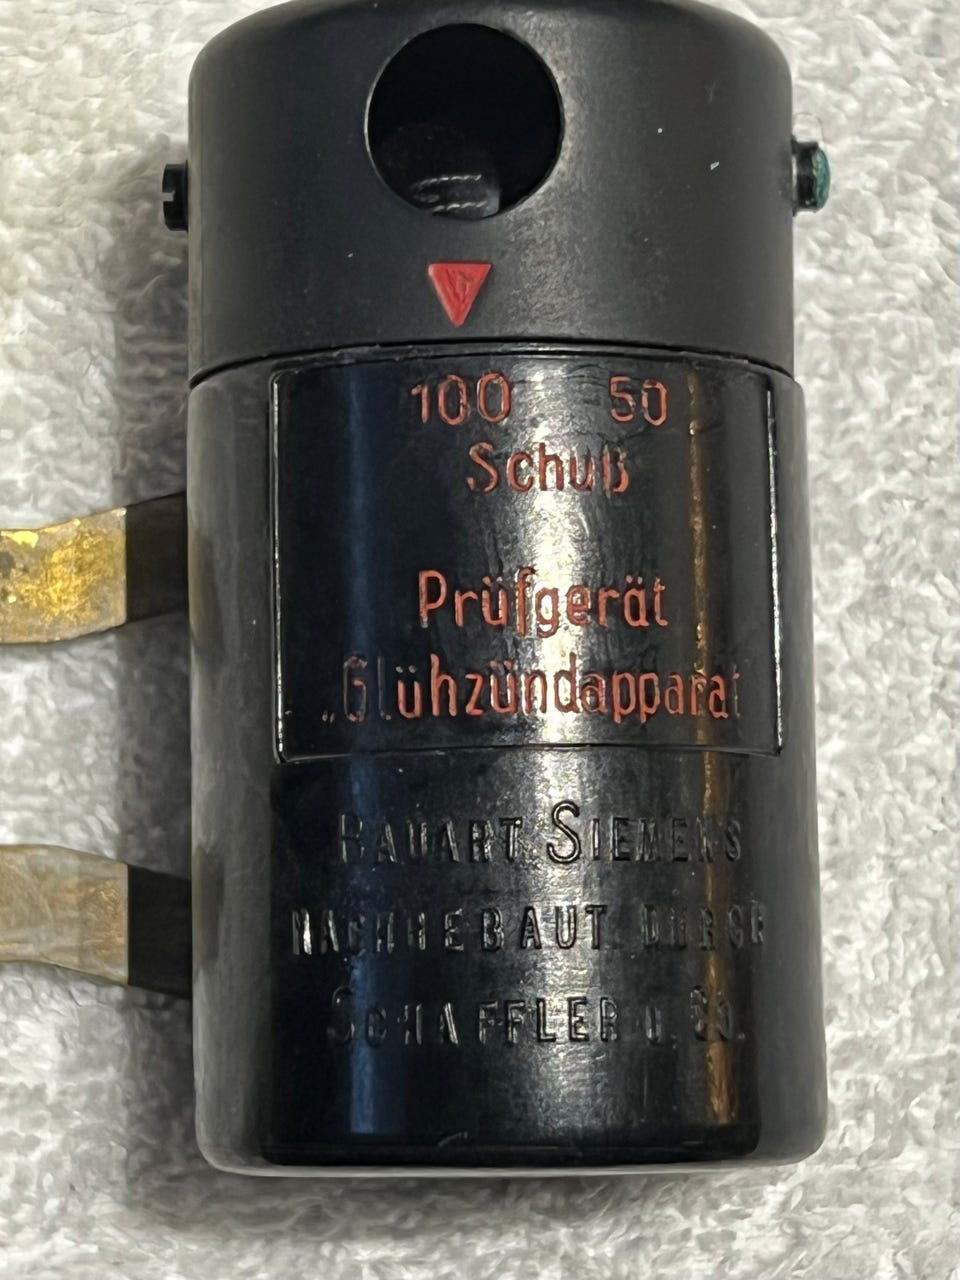 100 50
Schuß
Prüfgerät
„Glühzündapparat
BAUART SIEMENS
NACHGEBAUT DURCH
SCHAFFLER U. CO.